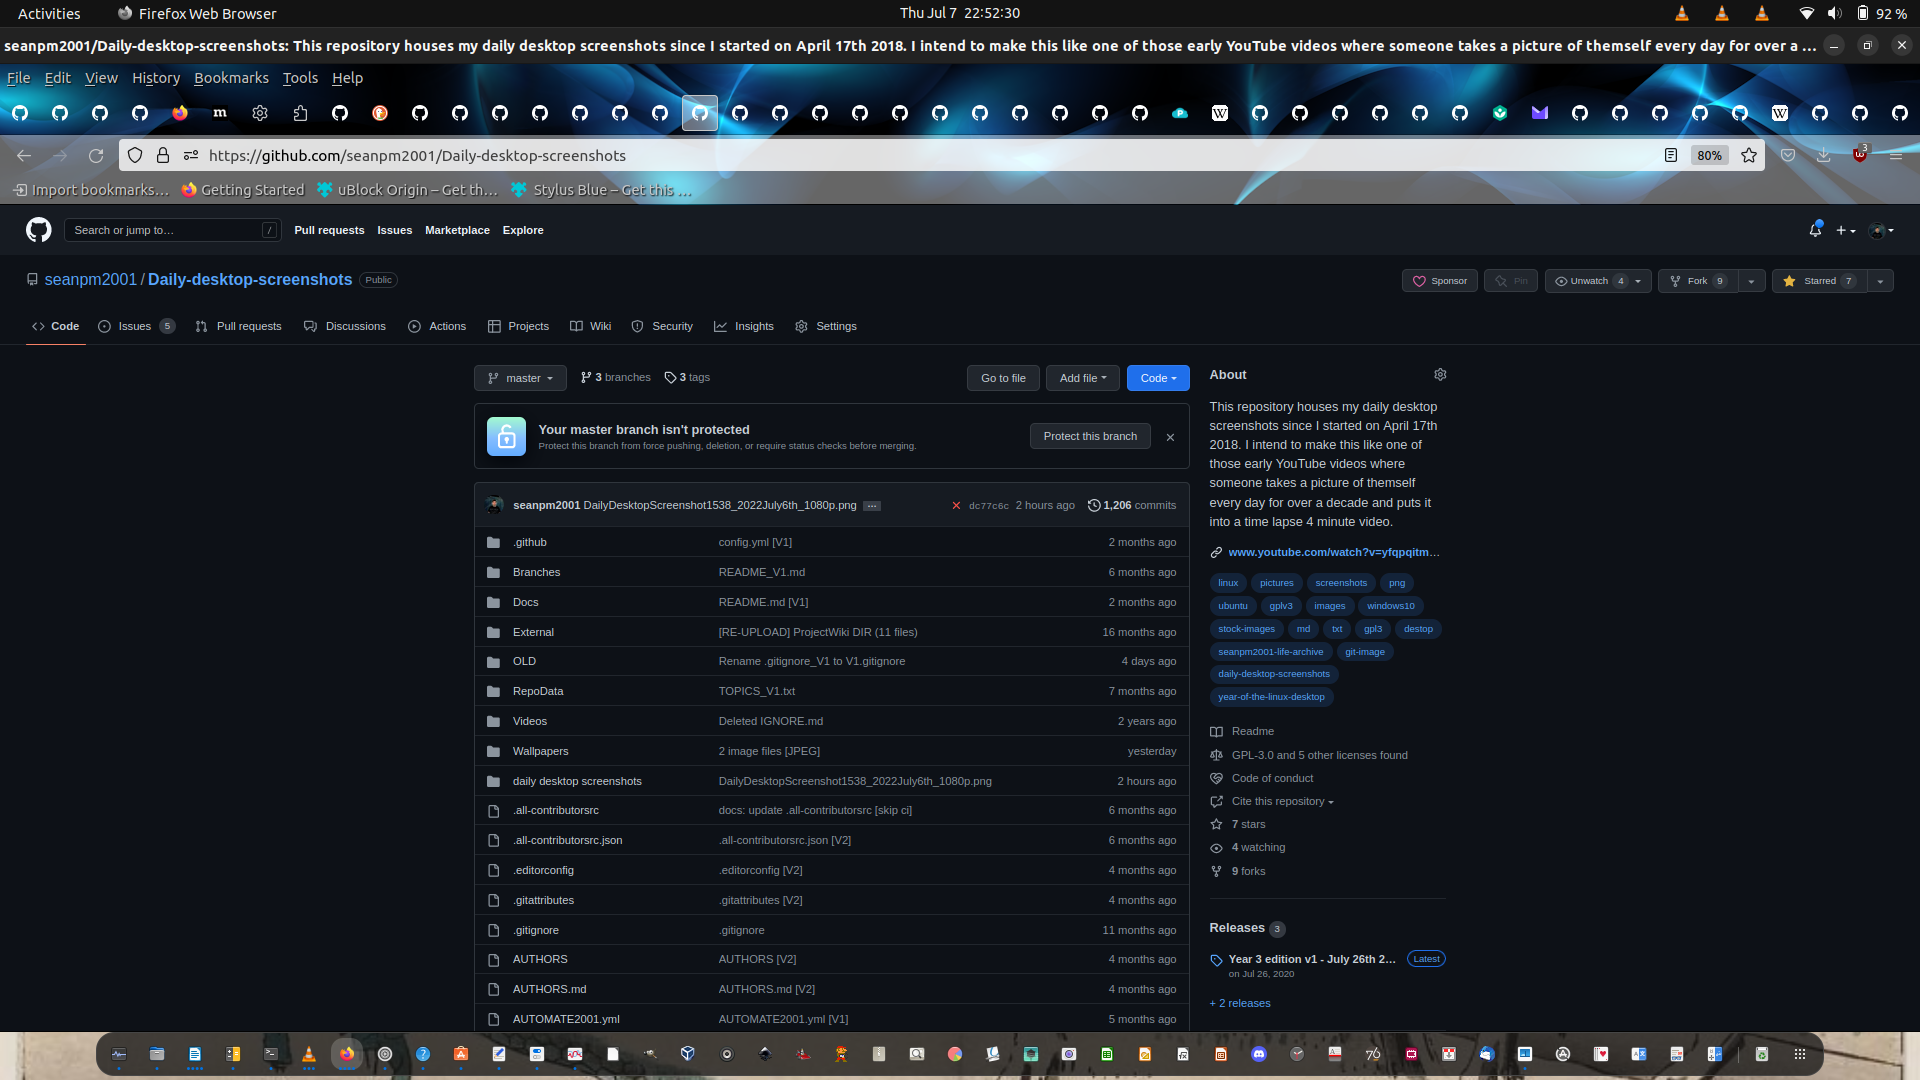 Activities Firefox Web Browser Thu Jul 7 22:52:30 92 %
seanpm2001/Daily-desktop-screenshots: This repository houses my daily desktop screenshots since I started on April 17th 2018. I intend to make this like one of those early YouTube videos where someone takes a picture of themself every day for over a ...
File Edit View History Bookmarks Tools Help
https://github.com/seanpm2001/Daily-desktop-screenshots 80% 3
Import bookmarks... Getting Started uBlock Origin – Get th... Stylus Blue – Get this ...
Search or jump to... / Pull requests Issues Marketplace Explore
seanpm2001 / Daily-desktop-screenshots Public Sponsor Pin Unwatch 4 Fork 9 Starred 7
Code Issues 5 Pull requests Discussions Actions Projects Wiki Security Insights Settings
master 3 branches 3 tags Go to file Add file Code
Your master branch isn't protected
Protect this branch from force pushing, deletion, or require status checks before merging.
Protect this branch
seanpm2001 DailyDesktopScreenshot1538_2022July6th_1080p.png ... dc77c6c 2 hours ago 1,206 commits
.github config.yml [V1] 2 months ago
Branches README_V1.md 6 months ago
Docs README.md [V1] 2 months ago
External [RE-UPLOAD] ProjectWiki DIR (11 files) 16 months ago
OLD Rename .gitignore_V1 to V1.gitignore 4 days ago
RepoData TOPICS_V1.txt 7 months ago
Videos Deleted IGNORE.md 2 years ago
Wallpapers 2 image files [JPEG] yesterday
daily desktop screenshots DailyDesktopScreenshot1538_2022July6th_1080p.png 2 hours ago
.all-contributorsrc docs: update .all-contributorsrc [skip ci] 6 months ago
.all-contributorsrc.json .all-contributorsrc.json [V2] 6 months ago
.editorconfig .editorconfig [V2] 4 months ago
.gitattributes .gitattributes [V2] 4 months ago
.gitignore .gitignore 11 months ago
AUTHORS AUTHORS [V2] 4 months ago
AUTHORS.md AUTHORS.md [V2] 4 months ago
AUTOMATE2001.yml AUTOMATE2001.yml [V1] 5 months ago
About
This repository houses my daily desktop
screenshots since I started on April 17th
2018. I intend to make this like one of
those early YouTube videos where
someone takes a picture of themself
every day for over a decade and puts it
into a time lapse 4 minute video.
www.youtube.com/watch?v=yfqpqitm...
linux pictures screenshots png
ubuntu gplv3 images windows10
stock-images md txt gpl3 destop
seanpm2001-life-archive git-image
daily-desktop-screenshots
year-of-the-linux-desktop
Readme
GPL-3.0 and 5 other licenses found
Code of conduct
Cite this repository
7 stars
4 watching
9 forks
Releases 3
Year 3 edition v1 - July 26th 2... Latest
on Jul 26, 2020
+ 2 releases